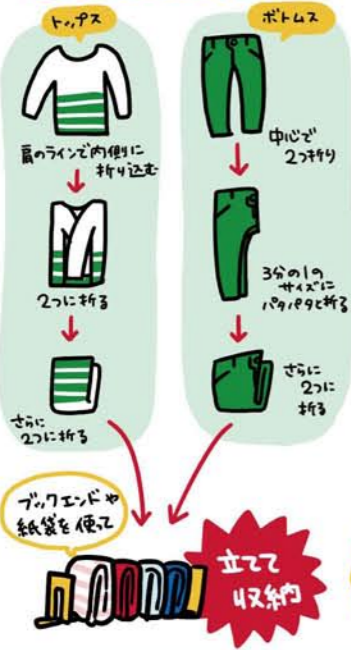 トップス
肩のラインで内側に
折り込む
2つに折る
さらに
2つに折る
ボトムス
中心で
2つ折り
3分の1の
サイズに
パタパタと折る
さらに
2つに
折る
ブックエンドや
紙袋を使って
立てて
収納